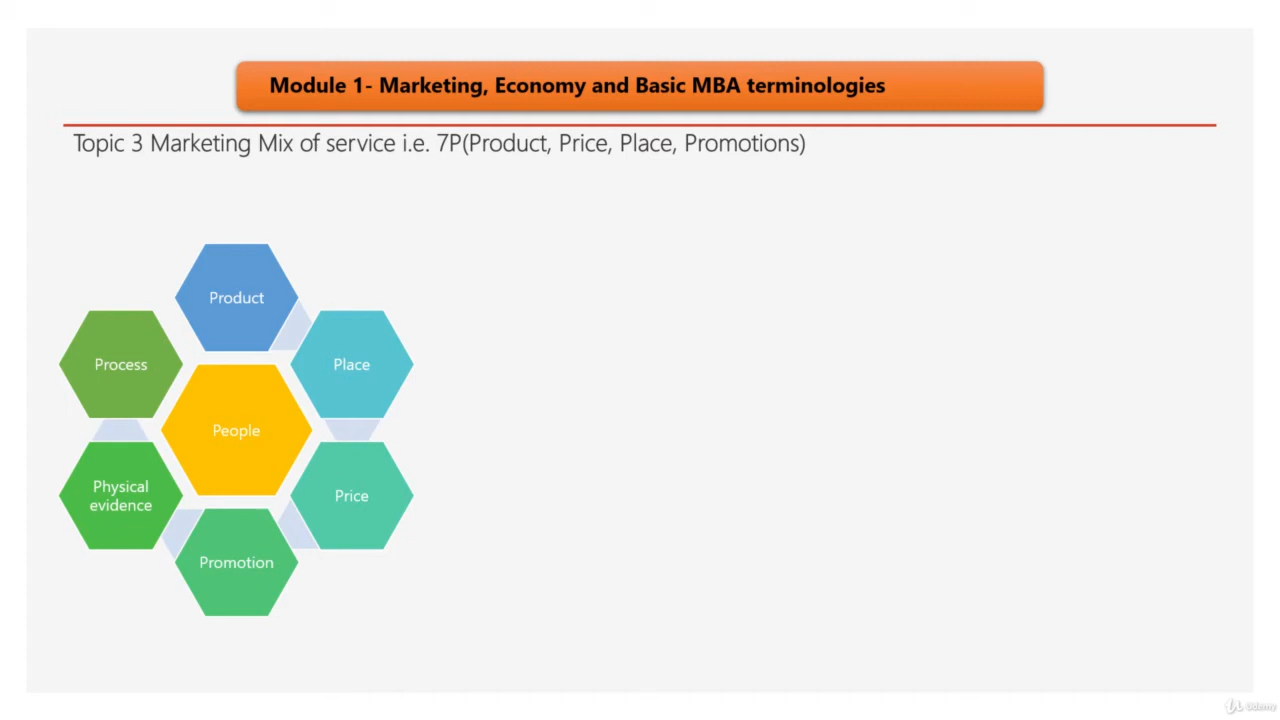 Module 1- Marketing, Economy and Basic MBA terminologies
Topic 3 Marketing Mix of service i.e. 7P(Product, Price, Place, Promotions)
Product
Process
Place
People
Physical
evidence
Price
Promotion
Udemy